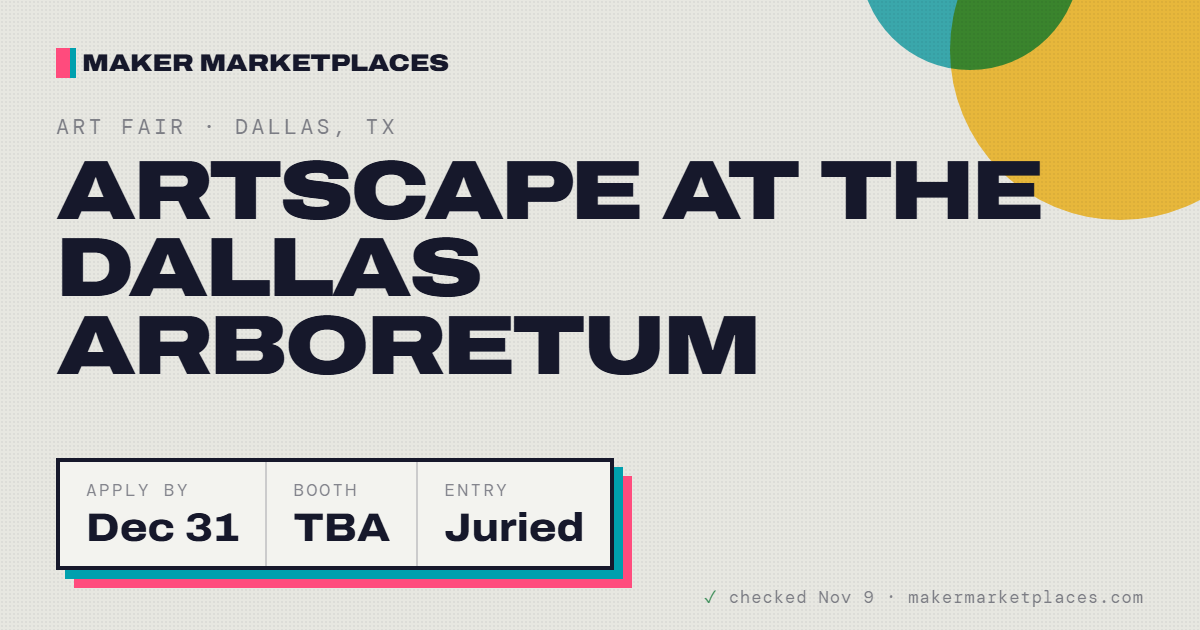 MAKER MARKETPLACES
ART FAIR · DALLAS, TX
ARTSCAPE AT THE
DALLAS
ARBORETUM
APPLY BY
Dec 31
BOOTH
TBA
ENTRY
Juried
✓ checked Nov 9 · makermarketplaces.com